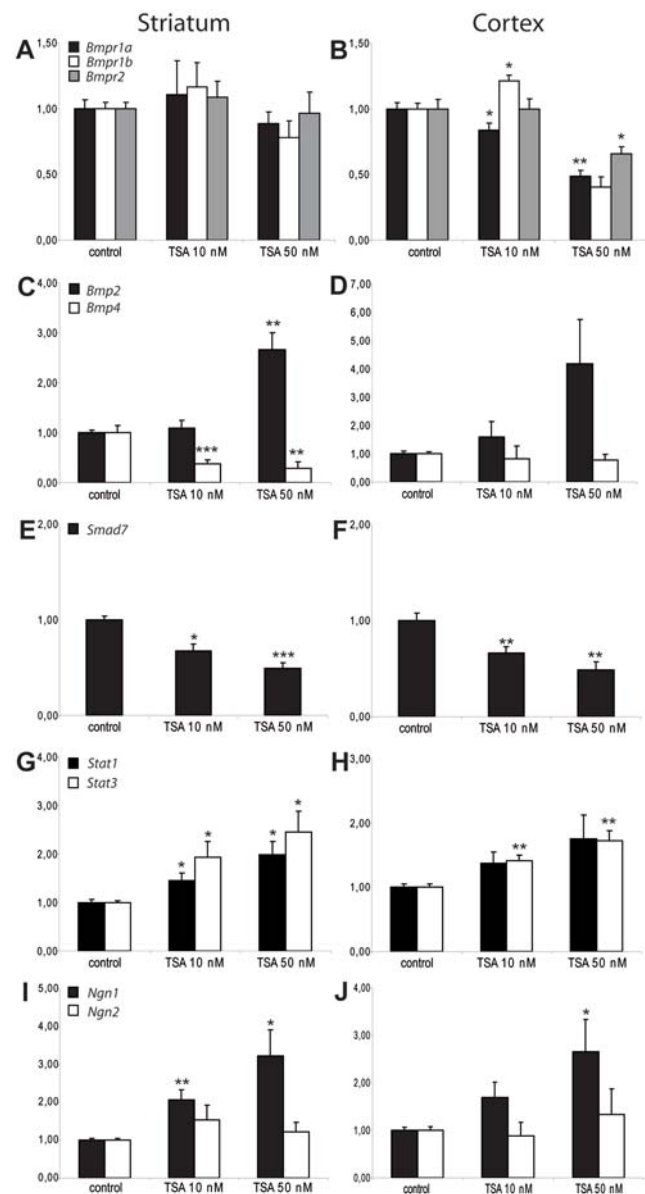 Striatum
Cortex
A
Bmpr1a
Bmpr1b
Bmpr2
1,50
1,00
0,50
0,00
control
TSA 10 nM
TSA 50 nM
B
1,50
1,00
0,50
0,00
*
*
**
*
control
TSA 10 nM
TSA 50 nM
C
Bmp2
Bmp4
4,00
3,00
2,00
1,00
0,00
***
**
**
control
TSA 10 nM
TSA 50 nM
D
7,00
6,00
5,00
4,00
3,00
2,00
1,00
0,00
control
TSA 10 nM
TSA 50 nM
E
Smad7
2,00
1,00
0,00
*
***
control
TSA 10 nM
TSA 50 nM
F
2,00
1,00
0,00
**
**
control
TSA 10 nM
TSA 50 nM
G
Stat1
Stat3
4,00
3,00
2,00
1,00
0,00
*
*
*
*
control
TSA 10 nM
TSA 50 nM
H
3,00
2,00
1,00
0,00
**
**
control
TSA 10 nM
TSA 50 nM
I
Ngn1
Ngn2
5,00
4,00
3,00
2,00
1,00
0,00
**
*
control
TSA 10 nM
TSA 50 nM
J
4,00
3,00
2,00
1,00
0,00
*
control
TSA 10 nM
TSA 50 nM